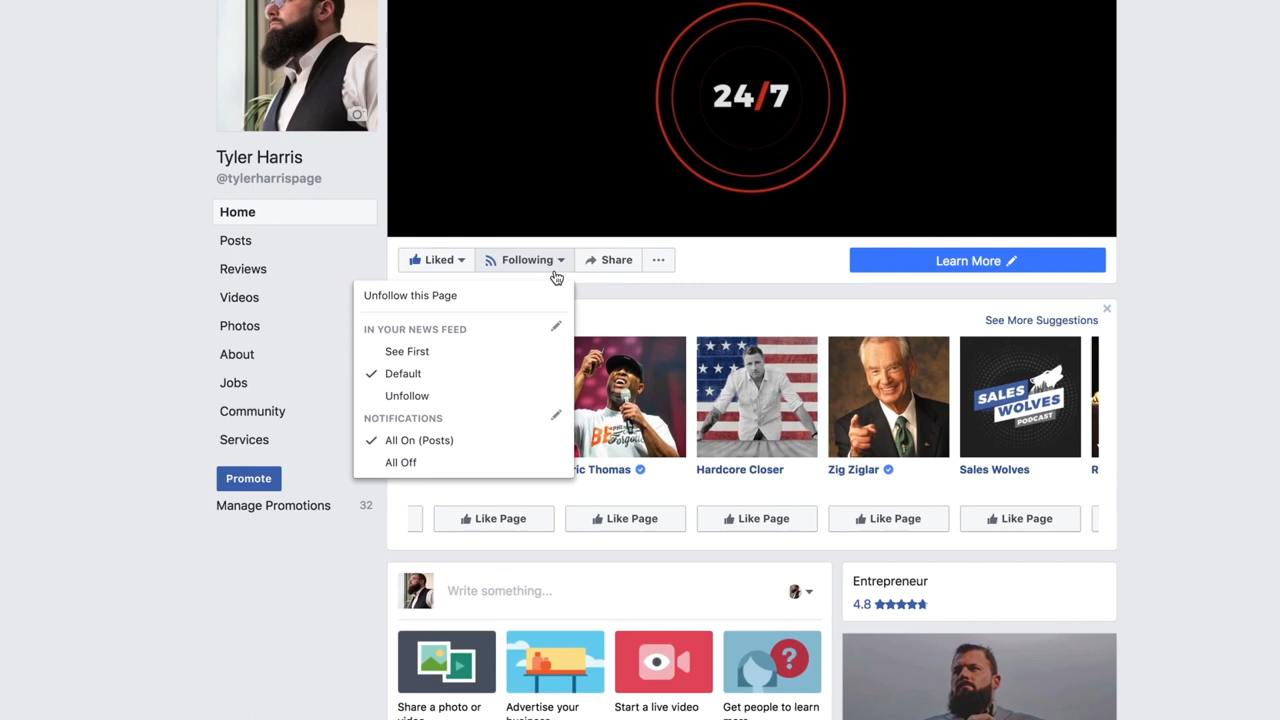 24/7
Tyler Harris
@tylerharrispage
Home
Posts
Reviews
Videos
Photos
About
Jobs
Community
Services
Promote
Manage Promotions 32
Liked
Following
Share
Learn More
Unfollow this Page
IN YOUR NEWS FEED
See First
Default
Unfollow
NOTIFICATIONS
All On (Posts)
All Off
See More Suggestions
SALES
WOLVES
PODCAST
ric Thomas
Hardcore Closer
Zig Ziglar
Sales Wolves
R
Like Page
Like Page
Like Page
Like Page
Like Page
Write something...
Share a photo or
Advertise your
Start a live video
Get people to learn
Entrepreneur
4.8